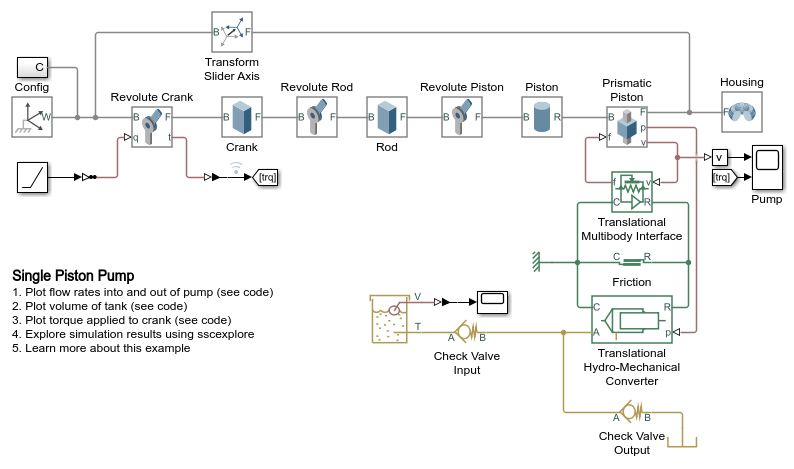 B F
Transform
Slider Axis
C
Config
W
Revolute Crank
B F
q t
B F
Crank
Revolute Rod
B F
B F
Rod
Revolute Piston
B F
Piston
B R
Prismatic
Piston
B F
p
f v
Housing
F
[trq]
v
[trq]
Pump
f v
C R
Translational
Multibody Interface
C R
Friction
C R
A p
Translational
Hydro-Mechanical
Converter
V
T
A B
Check Valve
Input
A B
Check Valve
Output
Single Piston Pump
1. Plot flow rates into and out of pump (see code)
2. Plot volume of tank (see code)
3. Plot torque applied to crank (see code)
4. Explore simulation results using sscexplore
5. Learn more about this example